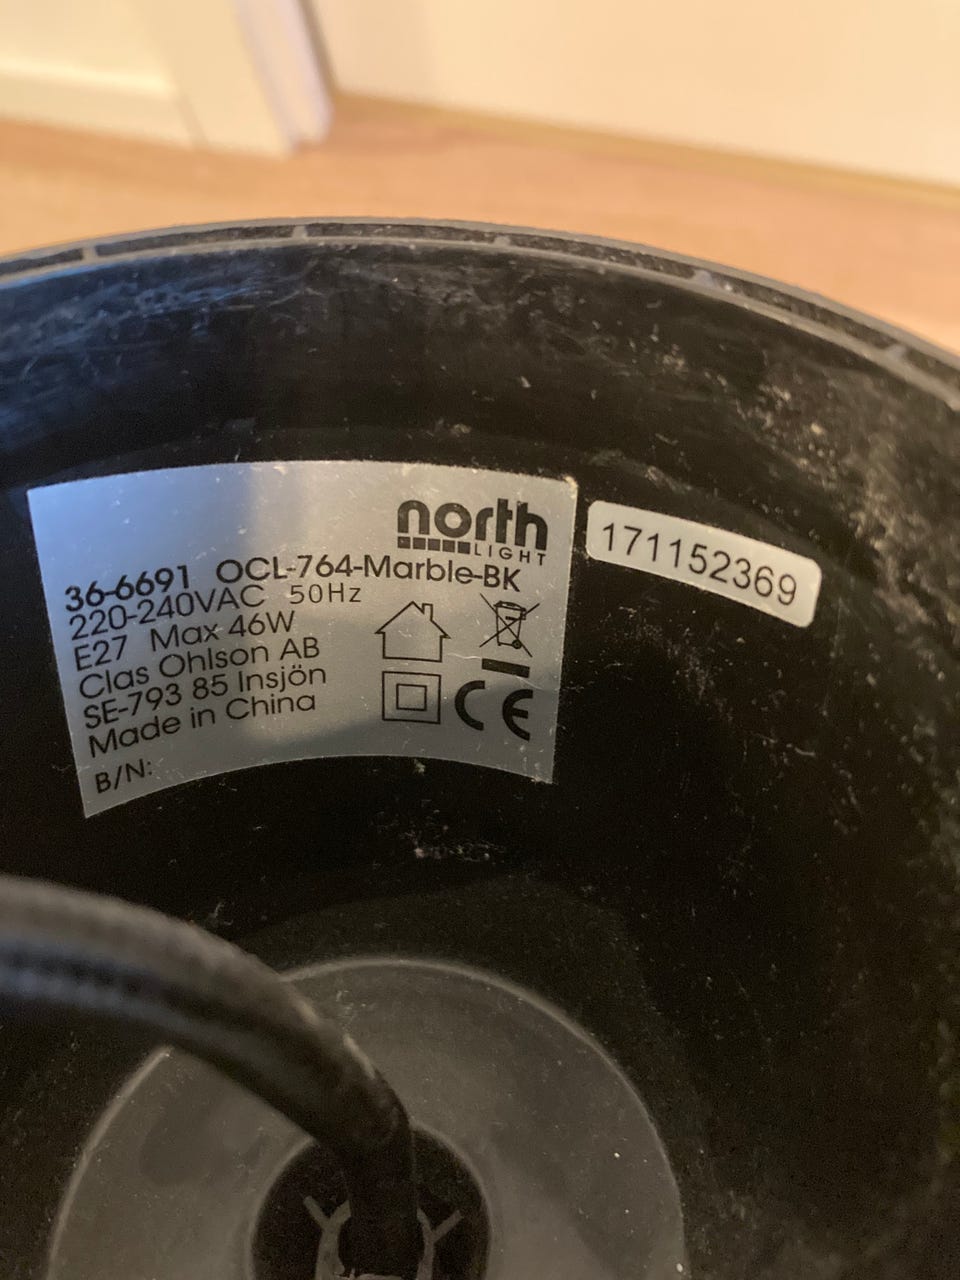 north
LIGHT
36-6691 OCL-764-Marble-BK
220-240VAC 50Hz
E27 Max 46W
Clas Ohlson AB
SE-793 85 Insjön
Made in China
B/N:
CE
171152369